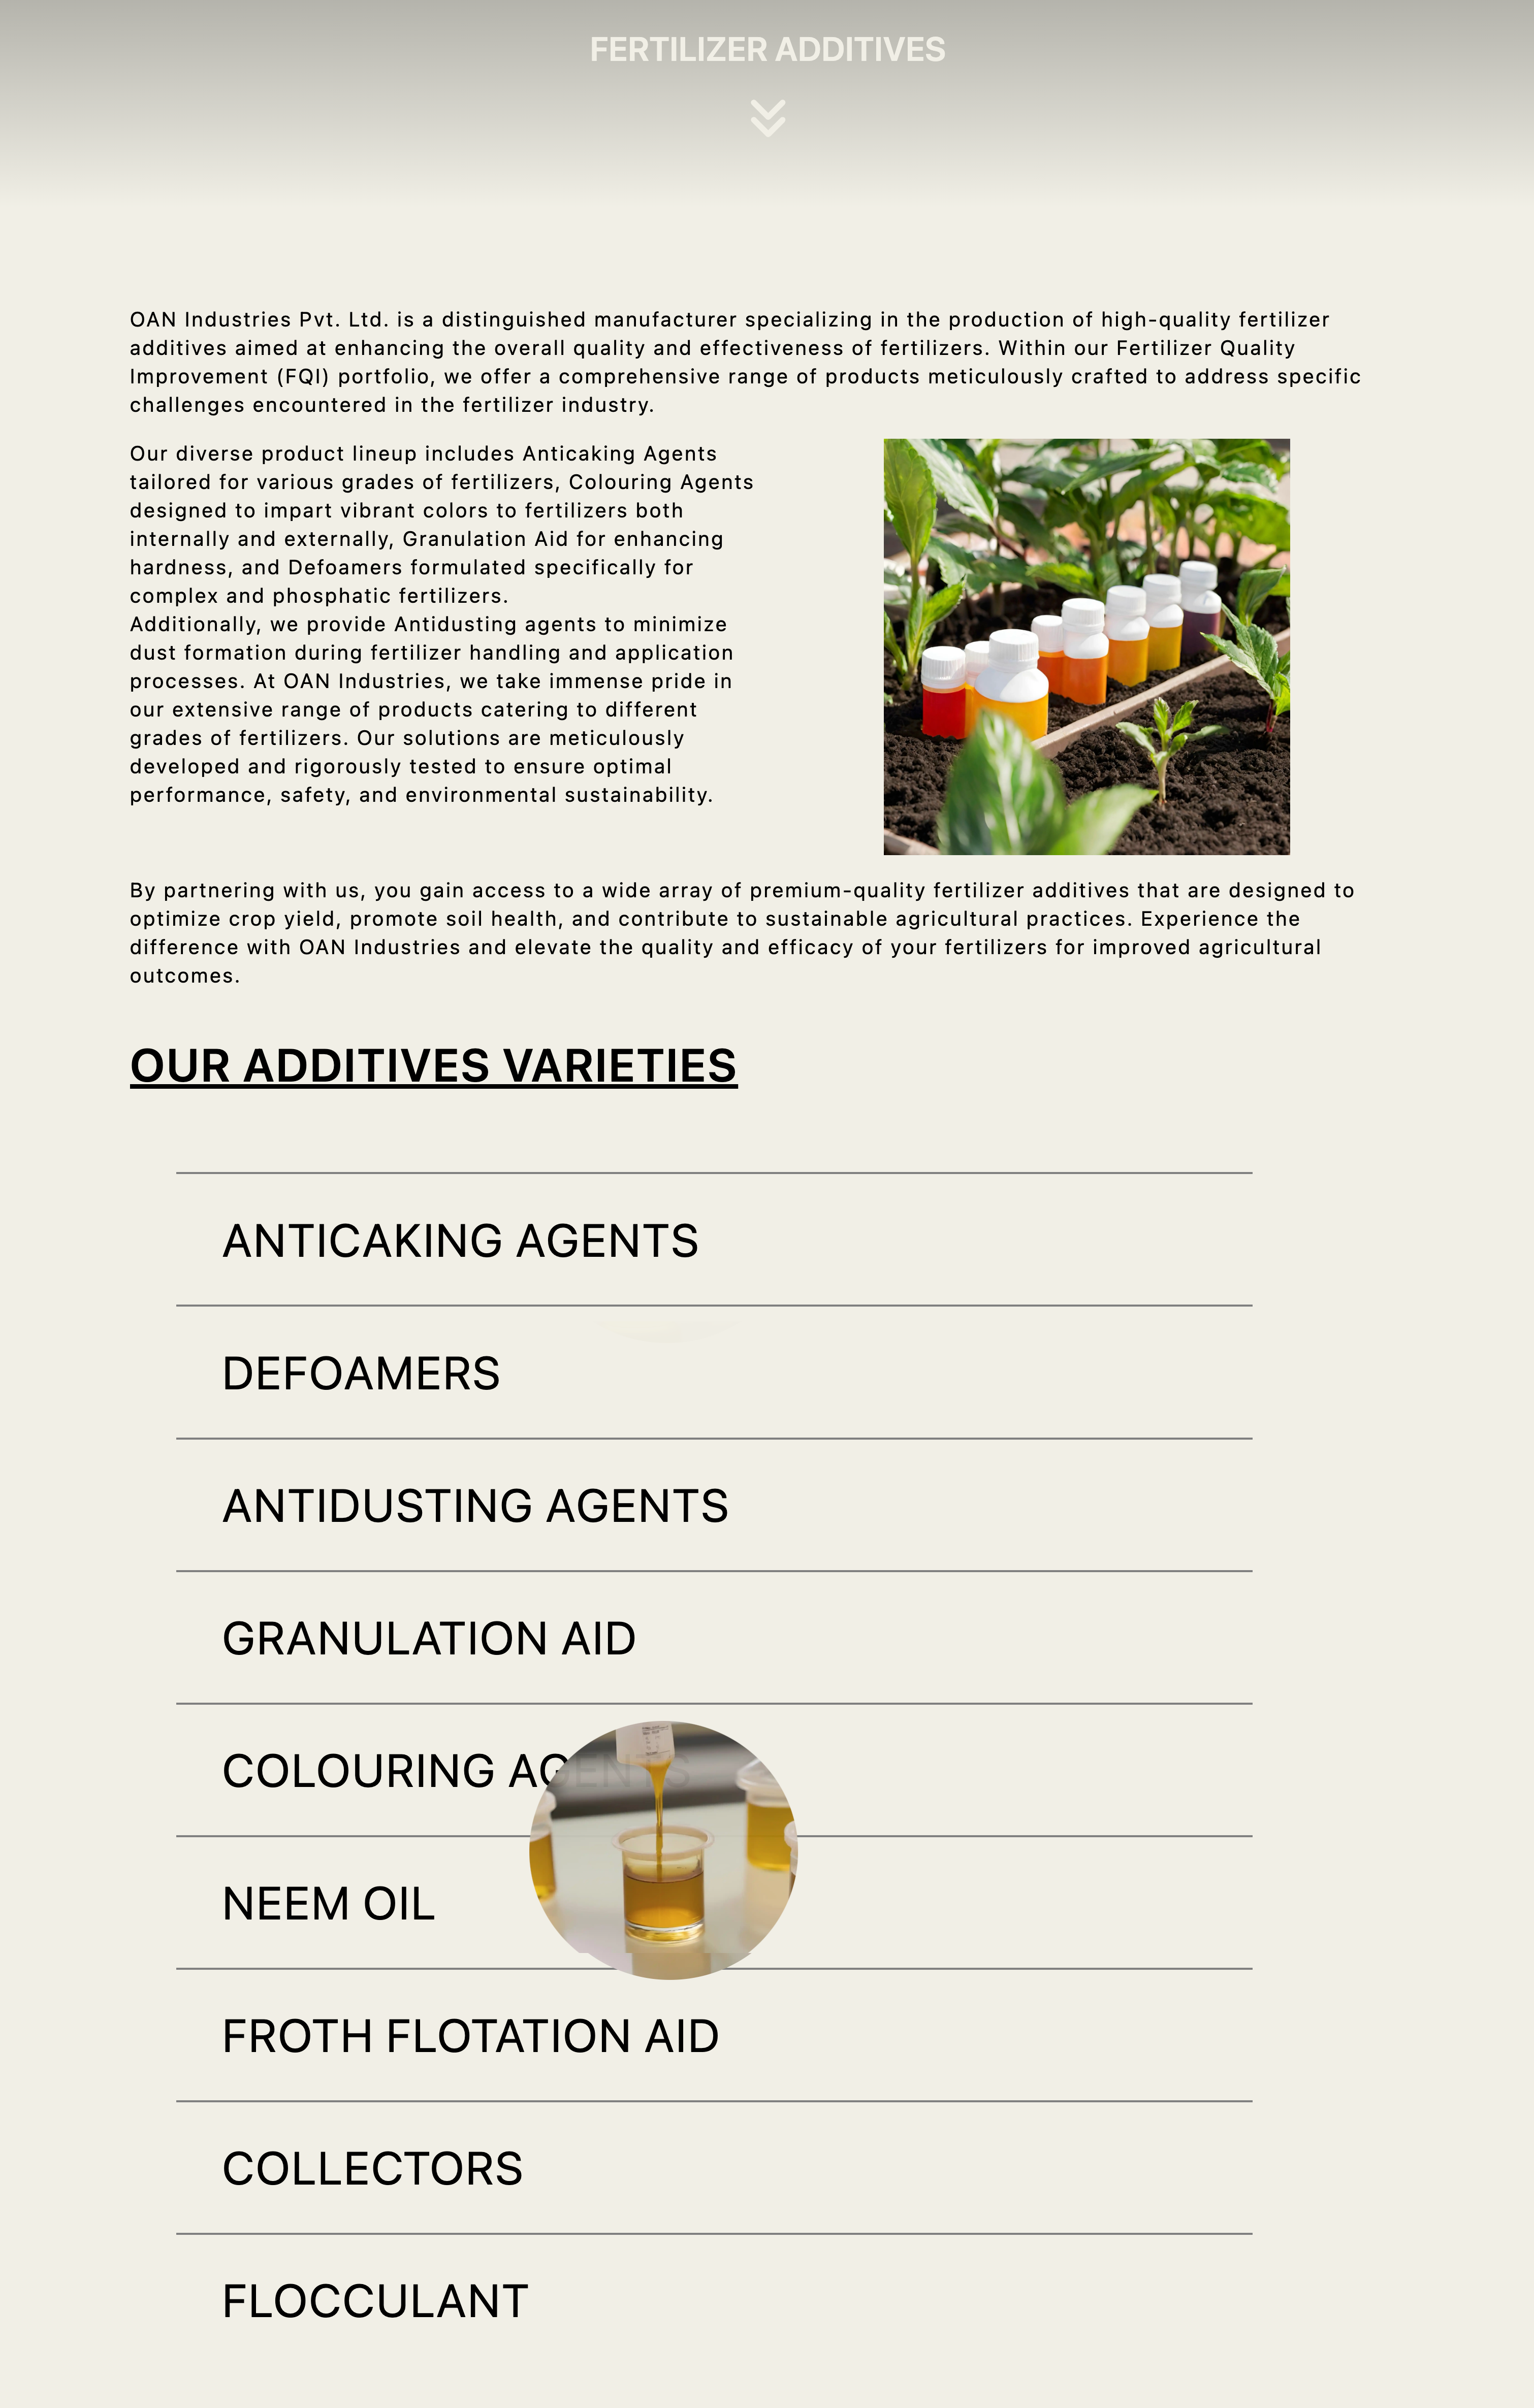 FERTILIZER ADDITIVES
OAN Industries Pvt. Ltd. is a distinguished manufacturer specializing in the production of high-quality fertilizer
additives aimed at enhancing the overall quality and effectiveness of fertilizers. Within our Fertilizer Quality
Improvement (FQI) portfolio, we offer a comprehensive range of products meticulously crafted to address specific
challenges encountered in the fertilizer industry.
Our diverse product lineup includes Anticaking Agents
tailored for various grades of fertilizers, Colouring Agents
designed to impart vibrant colors to fertilizers both
internally and externally, Granulation Aid for enhancing
hardness, and Defoamers formulated specifically for
complex and phosphatic fertilizers.
Additionally, we provide Antidusting agents to minimize
dust formation during fertilizer handling and application
processes. At OAN Industries, we take immense pride in
our extensive range of products catering to different
grades of fertilizers. Our solutions are meticulously
developed and rigorously tested to ensure optimal
performance, safety, and environmental sustainability.
By partnering with us, you gain access to a wide array of premium-quality fertilizer additives that are designed to
optimize crop yield, promote soil health, and contribute to sustainable agricultural practices. Experience the
difference with OAN Industries and elevate the quality and efficacy of your fertilizers for improved agricultural
outcomes.
OUR ADDITIVES VARIETIES
ANTICAKING AGENTS
DEFOAMERS
ANTIDUSTING AGENTS
GRANULATION AID
COLOURING AGENTS
NEEM OIL
FROTH FLOTATION AID
COLLECTORS
FLOCCULANT